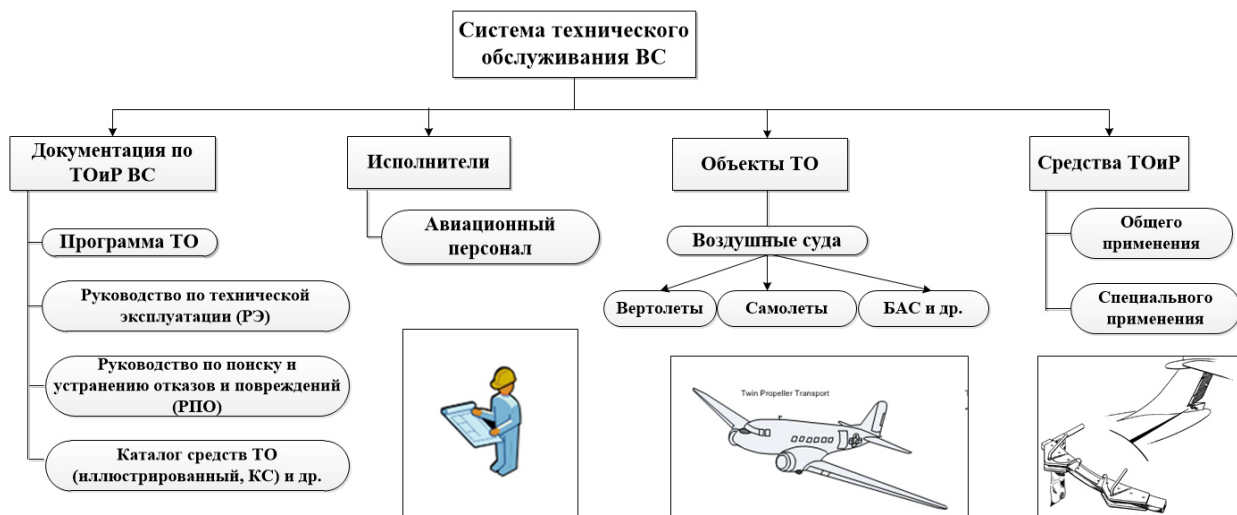 Система технического
обслуживания ВС
Документация по
ТОиР ВС
Исполнители
Объекты ТО
Средства ТОиР
Программа ТО
Руководство по технической
эксплуатации (РЭ)
Руководство по поиску и
устранению отказов и повреждений
(РПО)
Каталог средств ТО
(иллюстрированный, КС) и др.
Авиационный
персонал
Воздушные суда
Вертолеты
Самолеты
БАС и др.
Общего
применения
Специального
применения
Twin Propeller Transport